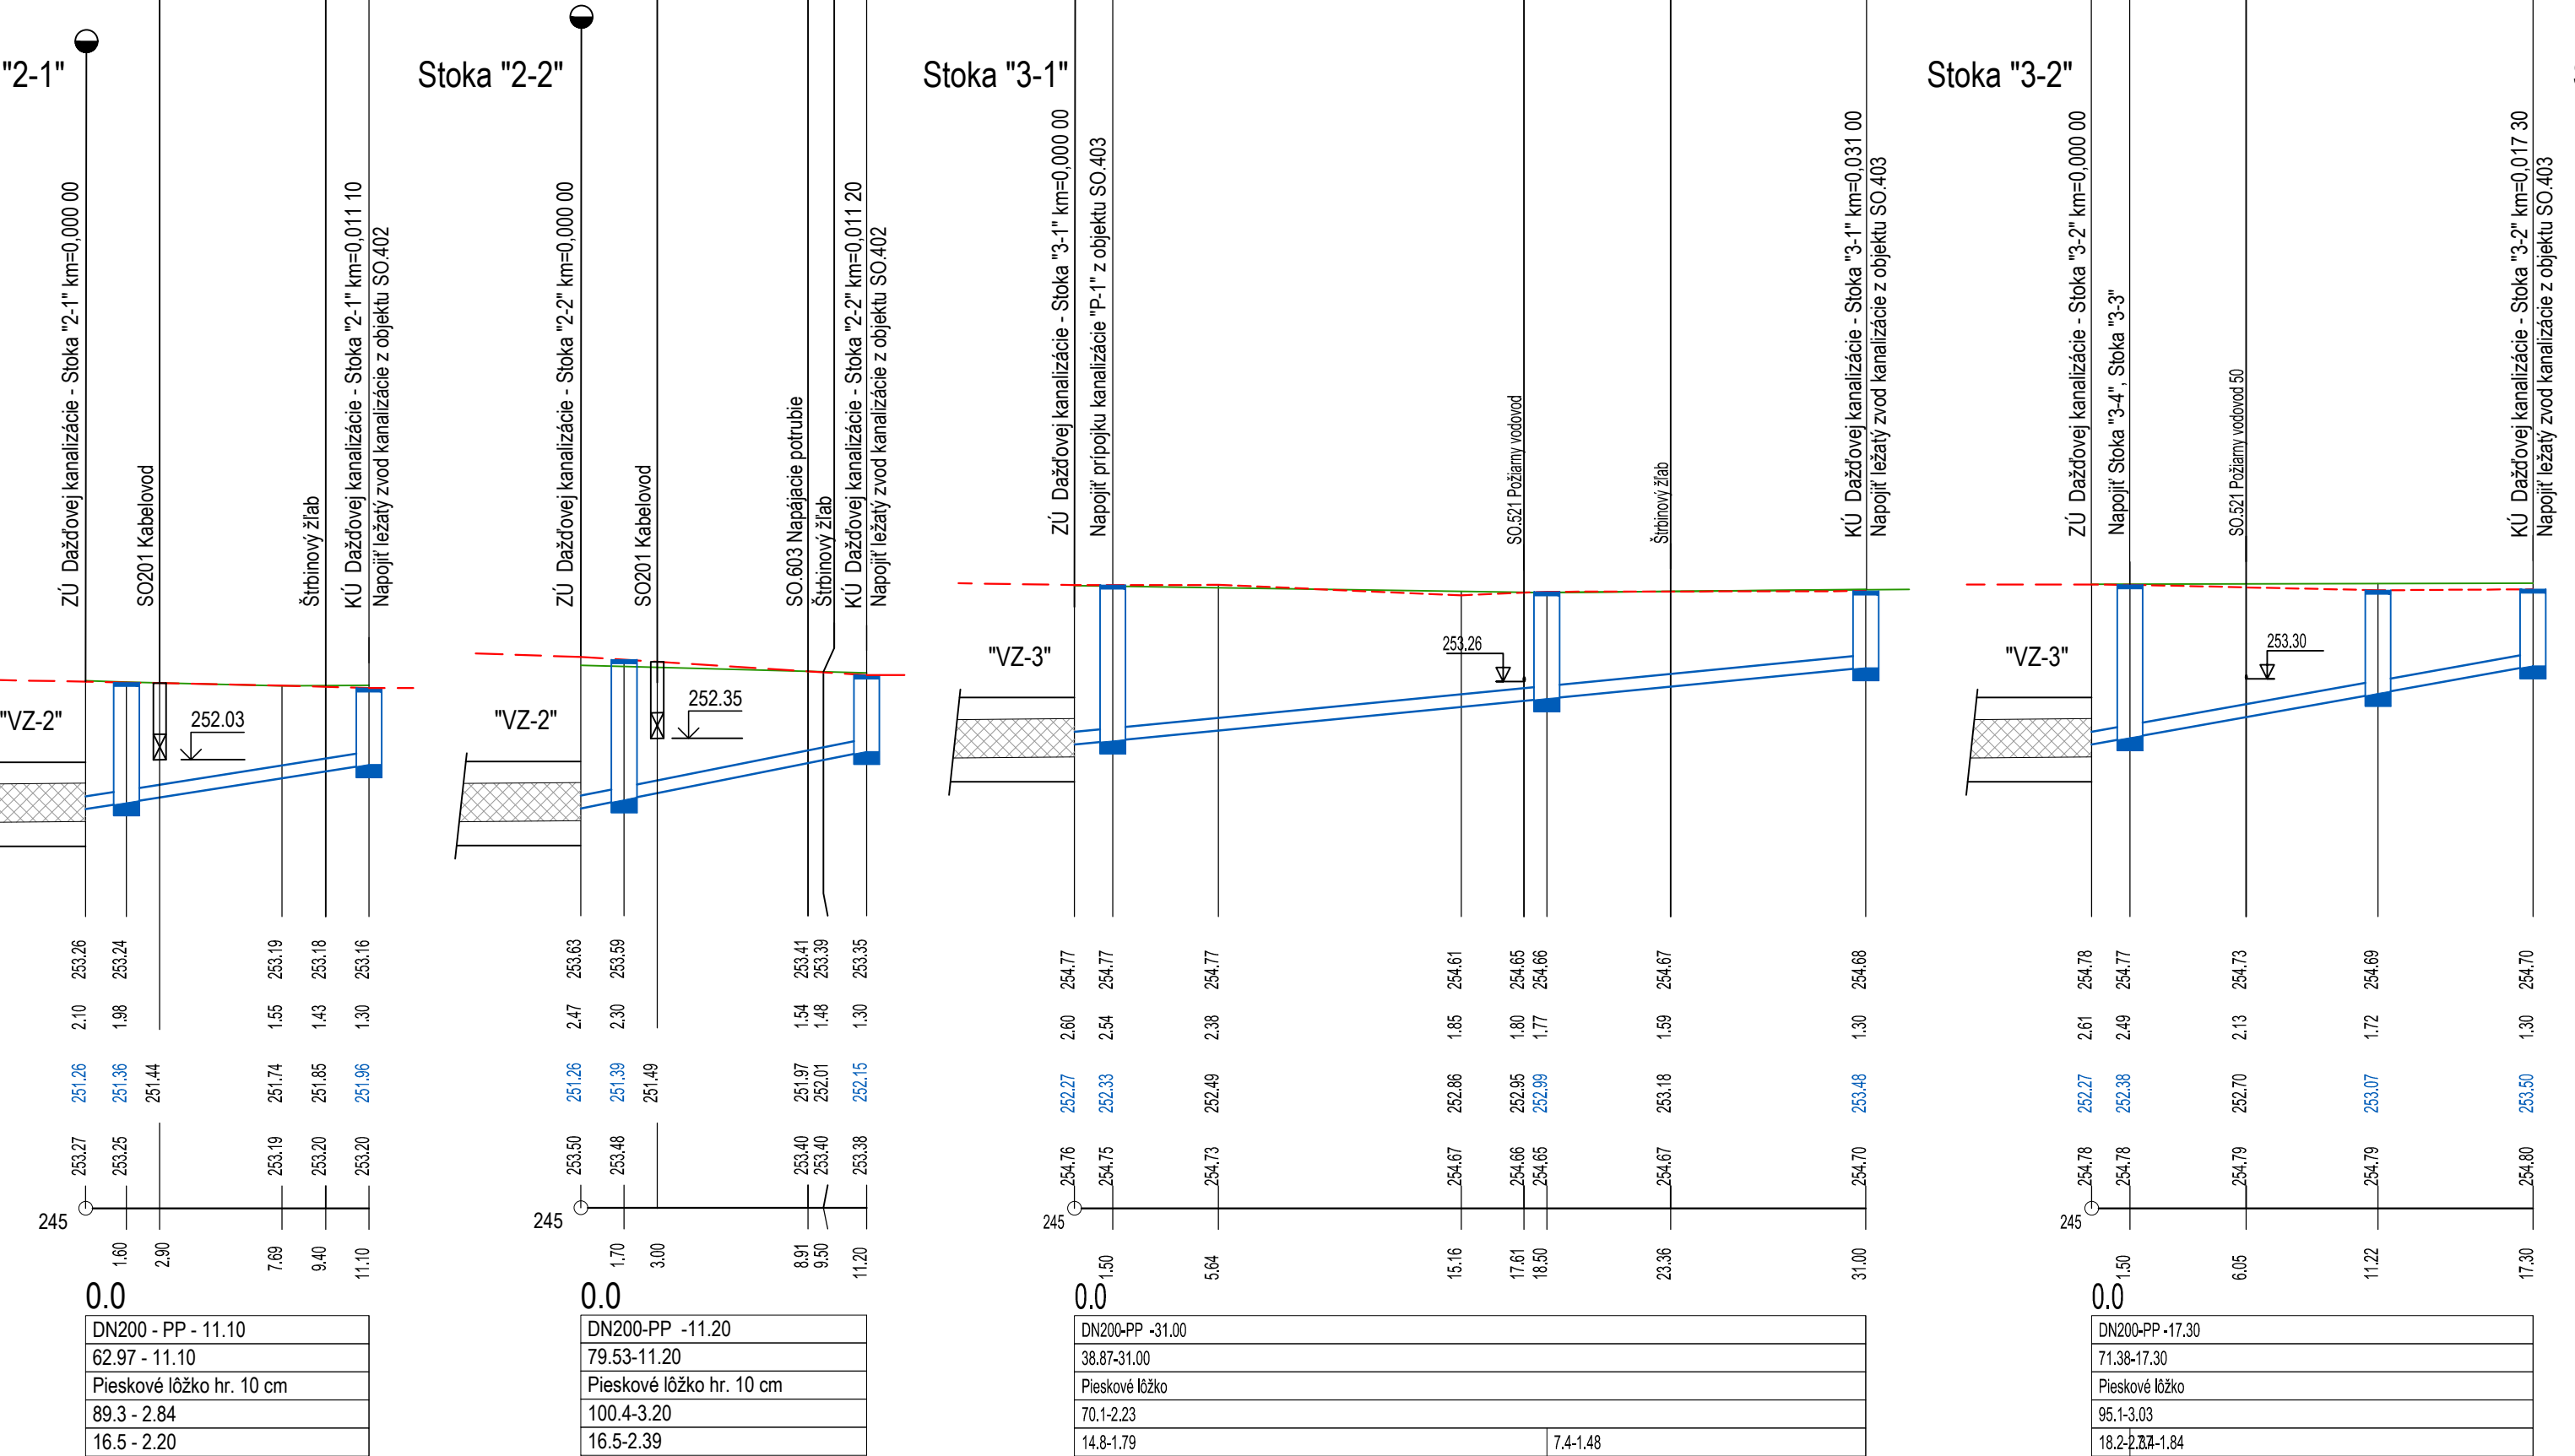 "2-1"
ZÚ Dažďovej kanalizácie - Stoka "2-1" km=0,000 00
SO201 Kabelovod
Štrbinový žľab
KÚ Dažďovej kanalizácie - Stoka "2-1" km=0,011 10
Napojiť ležatý zvod kanalizácie z objektu SO.402
"VZ-2"
252.03
253.26 253.24 253.19 253.18 253.16
2.10 1.98 1.55 1.43 1.30
251.26 251.36 251.44 251.74 251.85 251.96
253.27 253.25 253.19 253.20 253.20
245
1.60 2.90 7.69 9.40 11.10
0.0
DN200 - PP - 11.10
62.97 - 11.10
Pieskové lôžko hr. 10 cm
89.3 - 2.84
16.5 - 2.20
Stoka "2-2"
ZÚ Dažďovej kanalizácie - Stoka "2-2" km=0,000 00
SO201 Kabelovod
SO.603 Napájacie potrubie
Štrbinový žľab
KÚ Dažďovej kanalizácie - Stoka "2-2" km=0,011 20
Napojiť ležatý zvod kanalizácie z objektu SO.402
"VZ-2"
252.35
253.63 253.59 253.41 253.39 253.35
2.47 2.30 1.54 1.48 1.30
251.26 251.39 251.49 251.97 252.01 252.15
253.50 253.48 253.40 253.40 253.38
245
1.70 3.00 8.91 9.50 11.20
0.0
DN200-PP -11.20
79.53-11.20
Pieskové lôžko hr. 10 cm
100.4-3.20
16.5-2.39
Stoka "3-1"
ZÚ Dažďovej kanalizácie - Stoka "3-1" km=0,000 00
Napojiť prípojku kanalizácie "P-1" z objektu SO.403
SO.521 Požiarny vodovod
Štrbinový žľab
KÚ Dažďovej kanalizácie - Stoka "3-1" km=0,031 00
Napojiť ležatý zvod kanalizácie z objektu SO.403
"VZ-3"
253.26
254.77 254.77 254.77 254.61 254.65 254.66 254.67 254.68
2.60 2.54 2.38 1.85 1.80 1.77 1.59 1.30
252.27 252.33 252.49 252.86 252.95 252.99 253.18 253.48
254.76 254.75 254.73 254.67 254.66 254.65 254.67 254.70
245
1.50 5.64 15.16 17.61 18.50 23.36 31.00
0.0
DN200-PP -31.00
38.87-31.00
Pieskové lôžko
70.1-2.23
14.8-1.79 7.4-1.48
Stoka "3-2"
ZÚ Dažďovej kanalizácie - Stoka "3-2" km=0,000 00
Napojiť Stoka "3-4", Stoka "3-3"
SO.521 Požiarny vodovod 50
KÚ Dažďovej kanalizácie - Stoka "3-2" km=0,017 30
Napojiť ležatý zvod kanalizácie z objektu SO.403
"VZ-3"
253.30
254.78 254.77 254.73 254.69 254.70
2.61 2.49 2.13 1.72 1.30
252.27 252.38 252.70 253.07 253.50
254.78 254.78 254.79 254.79 254.80
245
1.50 6.05 11.22 17.30
0.0
DN200-PP -17.30
71.38-17.30
Pieskové lôžko
95.1-3.03